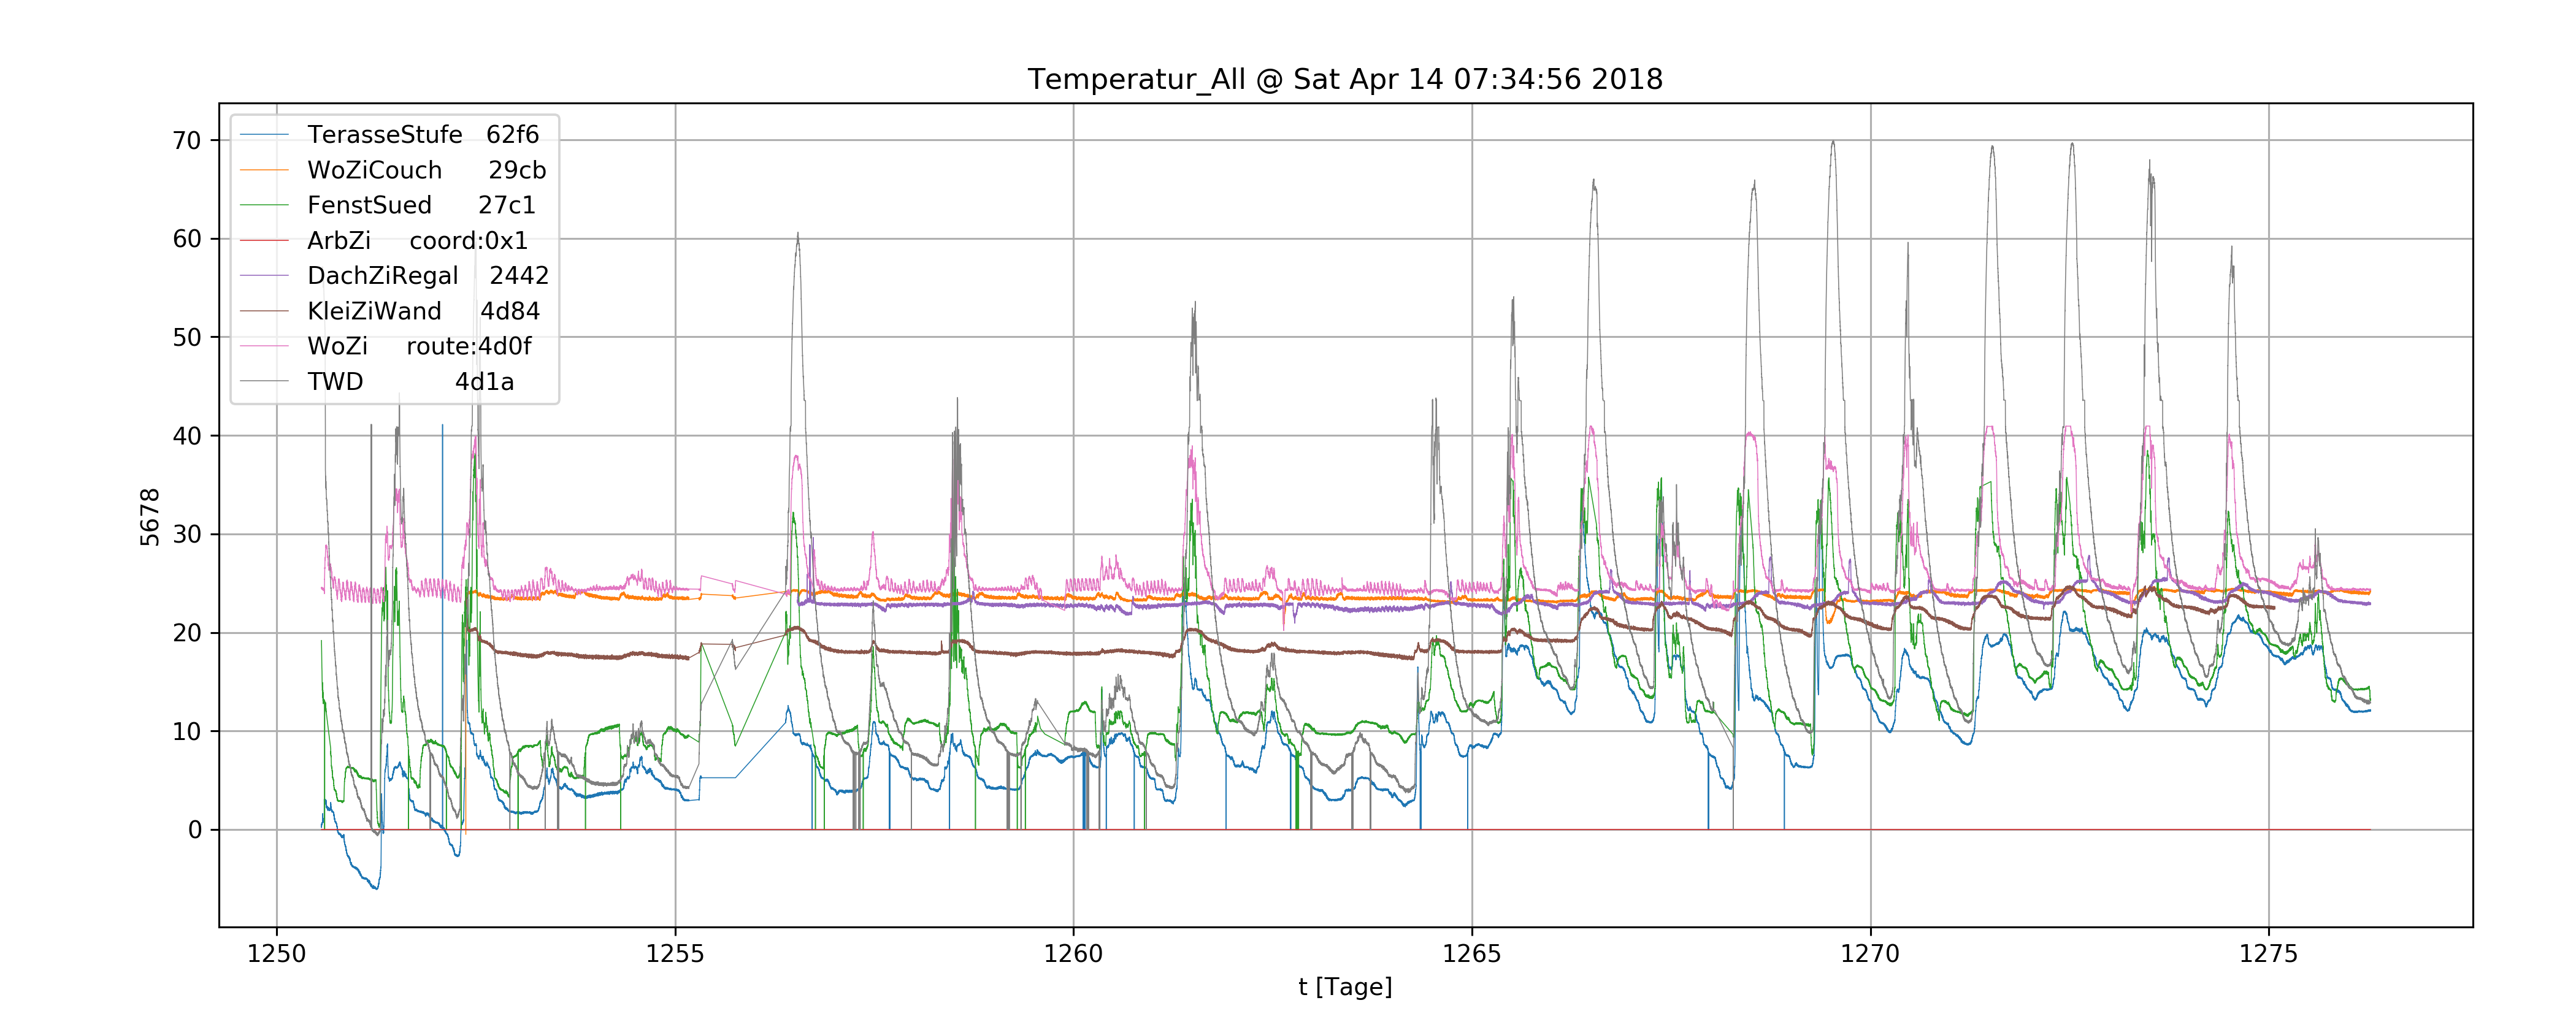 Temperatur_All @ Sat Apr 14 07:34:56 2018
TerasseStufe 62f6
WoZiCouch 29cb
FenstSued 27c1
ArbZi coord:0x1
DachZiRegal 2442
KleiZiWand 4d84
WoZi route:4d0f
TWD 4d1a
70
60
50
40
30
20
10
0
5678
1250 1255 1260 1265 1270 1275
t [Tage]